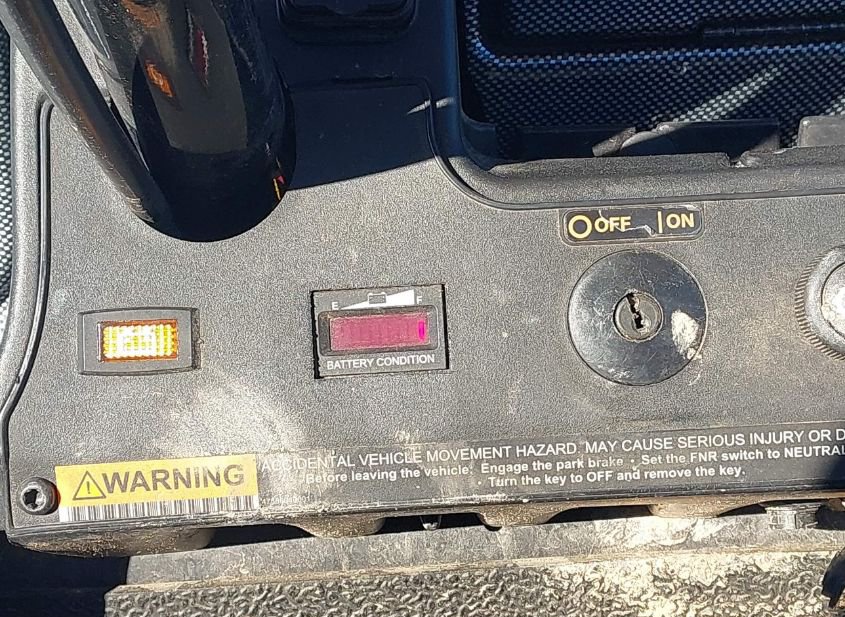 OFF | ON
E F
BATTERY CONDITION
WARNING
ACCIDENTAL VEHICLE MOVEMENT HAZARD. MAY CAUSE SERIOUS INJURY OR D
Before leaving the vehicle: Engage the park brake • Set the FNR switch to NEUTRAL
• Turn the key to OFF and remove the key.